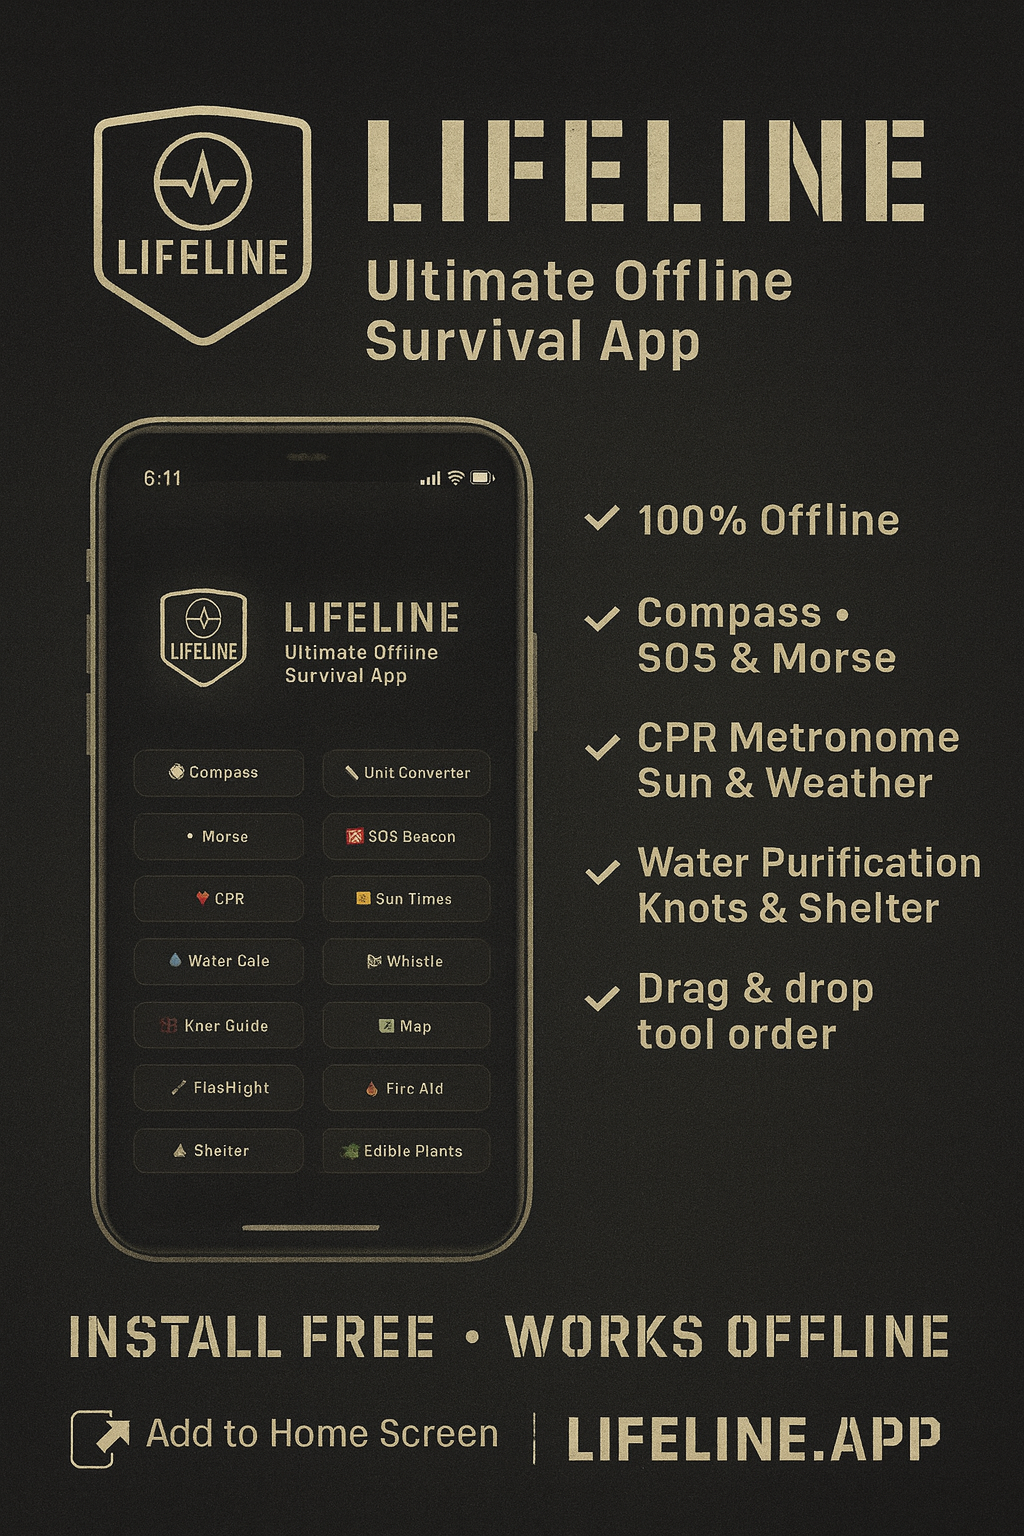 LIFELINE
LIFELINE
Ultimate Offline
Survival App
6:11
LIFELINE
LIFELINE
Ultimate Offiine
Survival App
Compass
Unit Converter
• Morse
SOS Beacon
CPR
Sun Times
Water Cale
Whistle
Kner Guide
Map
FlasHight
Firc Ald
Sheiter
Edible Plants
100% Offline
Compass •
SOS & Morse
CPR Metronome
Sun & Weather
Water Purification
Knots & Shelter
Drag & drop
tool order
INSTALL FREE • WORKS OFFLINE
Add to Home Screen | LIFELINE.APP